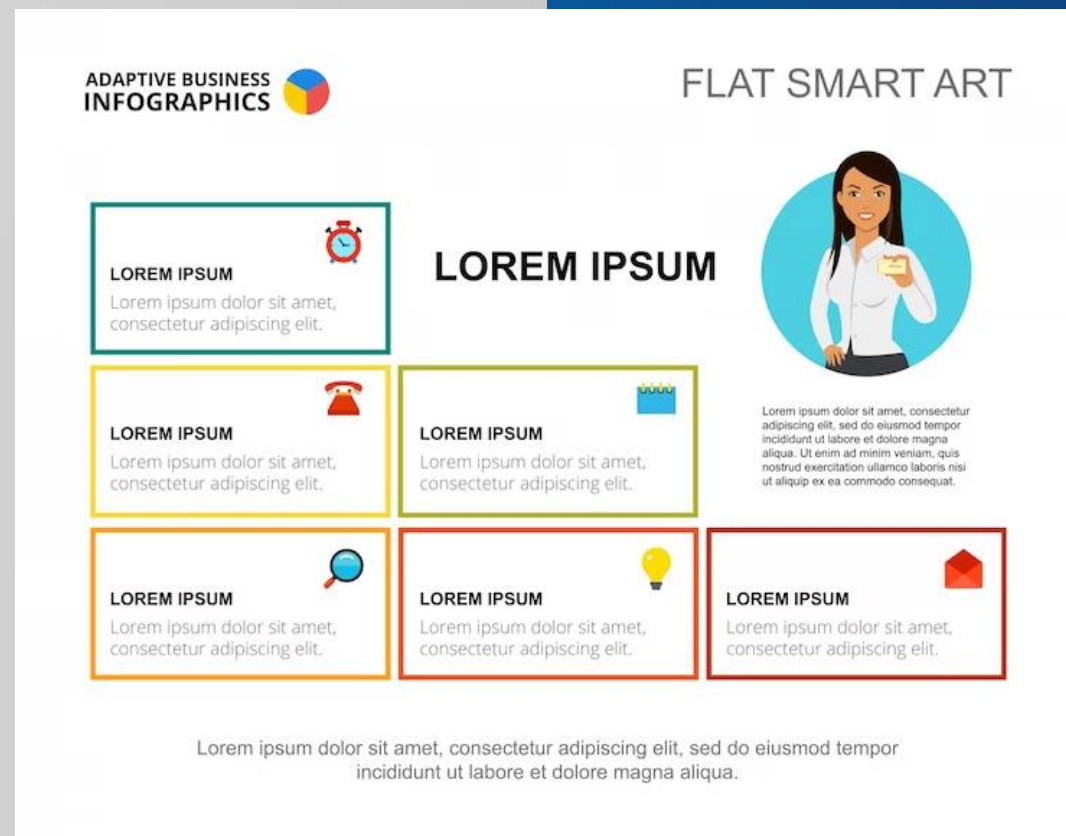 ADAPTIVE BUSINESS
INFOGRAPHICS
FLAT SMART ART
LOREM IPSUM
Lorem ipsum dolor sit amet,
consectetur adipiscing elit.
LOREM IPSUM
LOREM IPSUM
Lorem ipsum dolor sit amet,
consectetur adipiscing elit.
LOREM IPSUM
Lorem ipsum dolor sit amet,
consectetur adipiscing elit.
Lorem ipsum dolor sit amet, consectetur
adipiscing elit, sed do eiusmod tempor
incididunt ut labore et dolore magna
aliqua. Ut enim ad minim veniam, quis
nostrud exercitation ullamco laboris nisi
ut aliquip ex ea commodo consequat.
LOREM IPSUM
Lorem ipsum dolor sit amet,
consectetur adipiscing elit.
LOREM IPSUM
Lorem ipsum dolor sit amet,
consectetur adipiscing elit.
LOREM IPSUM
Lorem ipsum dolor sit amet,
consectetur adipiscing elit.
Lorem ipsum dolor sit amet, consectetur adipiscing elit, sed do eiusmod tempor
incididunt ut labore et dolore magna aliqua.